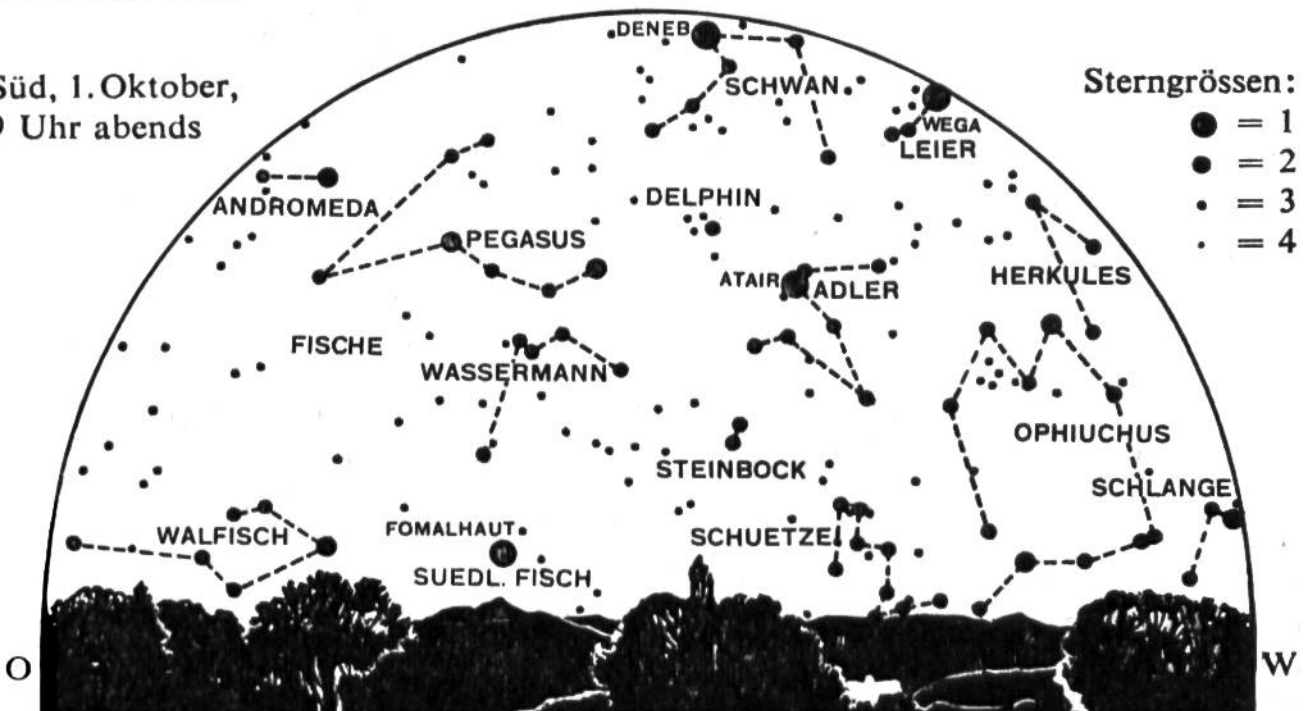 Süd, 1. Oktober,
Uhr abends
Sterngrössen:
= 1
= 2
= 3
= 4
DENEB
SCHWAN
WEGA
LEIER
ANDROMEDA
DELPHIN
PEGASUS
ATAIR
ADLER
HERKULES
FISCHE
WASSERMANN
OPHIUCHUS
STEINBOCK
SCHLANGE
WALFISCH
FOMALHAUT
SCHUETZE
SUEDL. FISCH
O
W